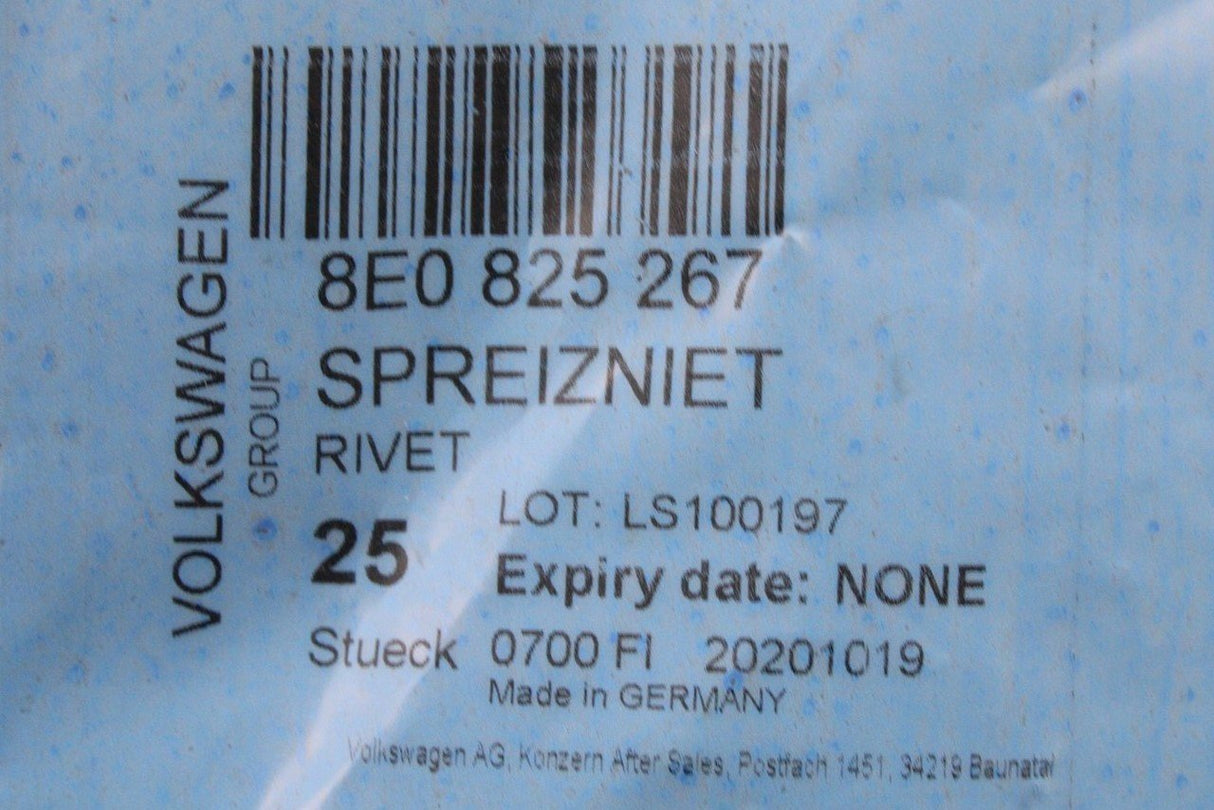 VOLKSWAGEN
GROUP
8E0 825 267
SPREIZNIET
RIVET
25
LOT: LS100197
Expiry date: NONE
Stueck 0700 FI 20201019
Made in GERMANY
Volkswagen AG, Konzern After Sales, Postfach 1451, 34219 Baunatal